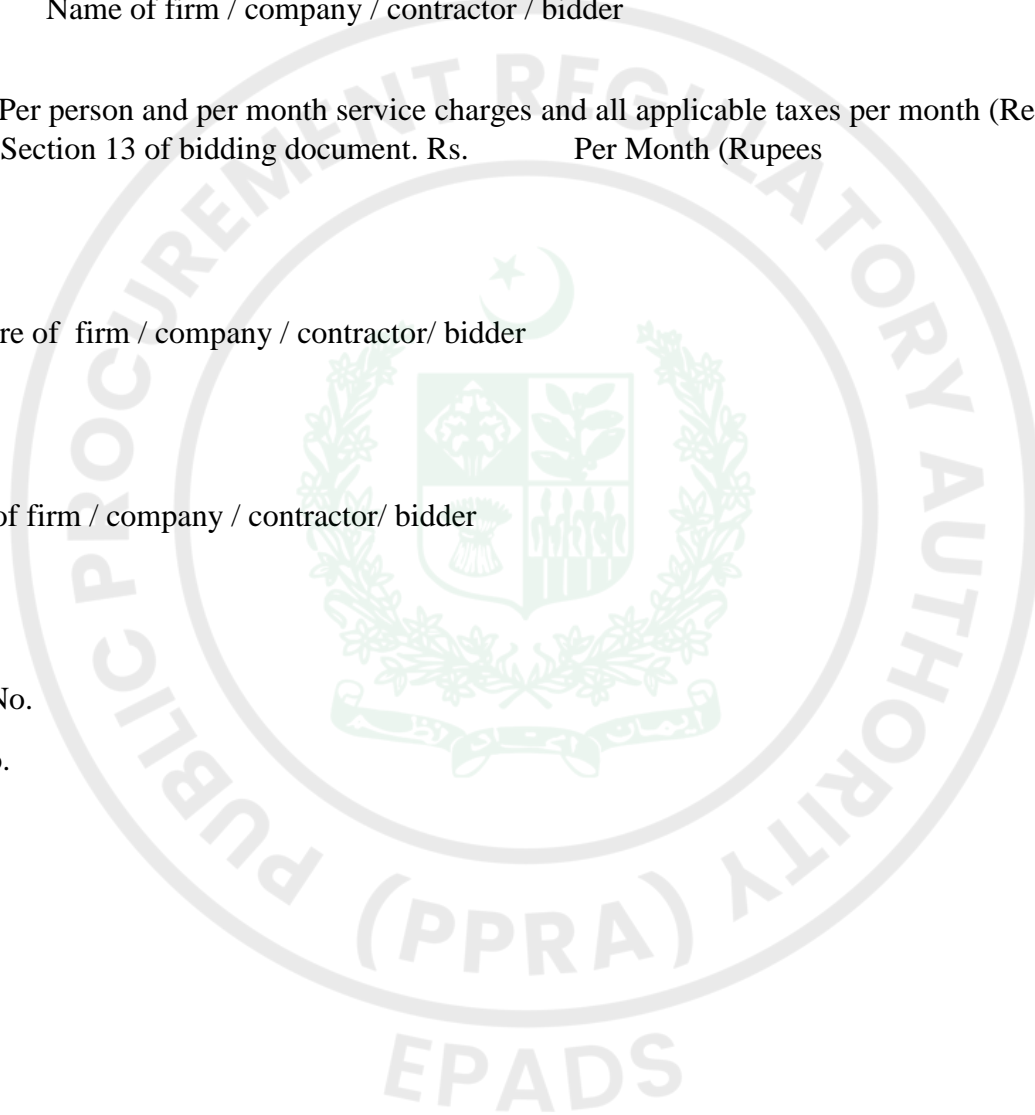 Name of firm / company / contractor / bidder
Per person and per month service charges and all applicable taxes per month (Re
Section 13 of bidding document. Rs. Per Month (Rupees
re of firm / company / contractor/ bidder
of firm / company / contractor/ bidder
No.
.
PUBLIC PROCUREMENT REGULATORY AUTHORITY
(PPRA)
EPADS